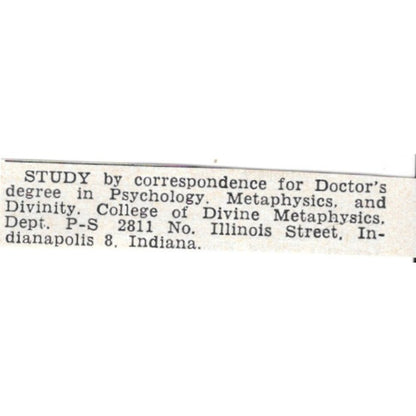 STUDY by correspondence for Doctor's
degree in Psychology, Metaphysics, and
Divinity. College of Divine Metaphysics,
Dept. P-S 2811 No. Illinois Street, In-
dianapolis 8, Indiana.